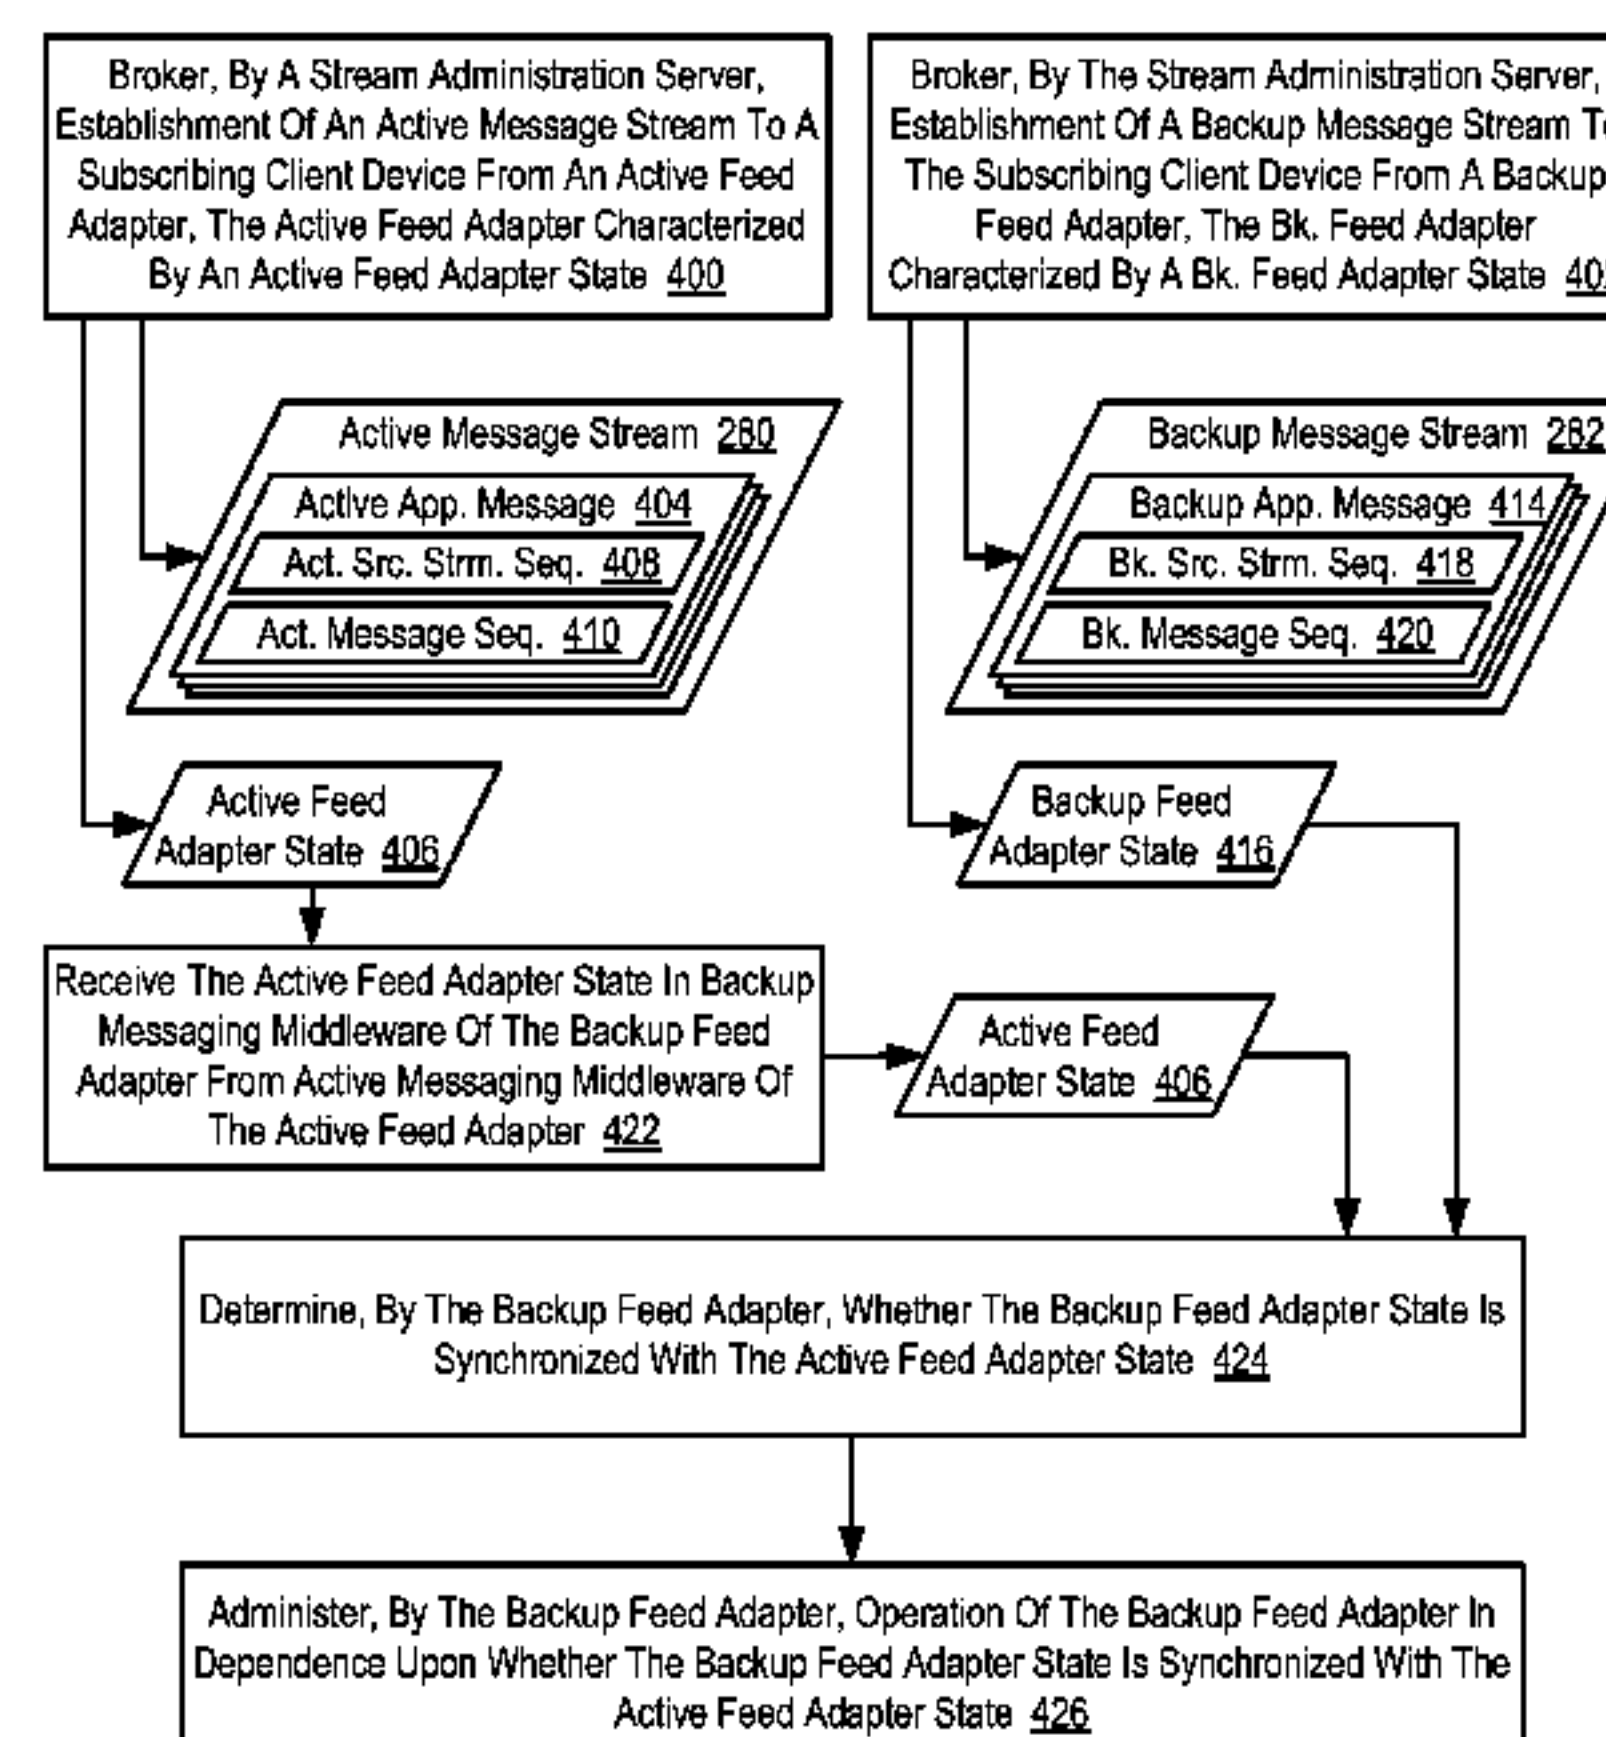 Broker, By A Stream Administration Server,
Establishment Of An Active Message Stream To A
Subscribing Client Device From An Active Feed
Adapter, The Active Feed Adapter Characterized
By An Active Feed Adapter State 400
Broker, By The Stream Administration Server,
Establishment Of A Backup Message Stream
The Subscribing Client Device From A Backup
Feed Adapter, The Bk. Feed Adapter
Characterized By A Bk. Feed Adapter State
Active Message Stream 280
Active App. Message 404
Act. Src. Strm. Seq. 408
Act. Message Seq. 410
Backup Message Stream 282
Backup App. Message 414
Bk. Src. Strm. Seq. 418
Bk. Message Seq. 420
Active Feed
Adapter State 406
Backup Feed
Adapter State 416
Receive The Active Feed Adapter State In Backup
Messaging Middleware Of The Backup Feed
Adapter From Active Messaging Middleware Of
The Active Feed Adapter 422
Active Feed
Adapter State 406
Determine, By The Backup Feed Adapter, Whether The Backup Feed Adapter State Is
Synchronized With The Active Feed Adapter State 424
Administer, By The Backup Feed Adapter, Operation Of The Backup Feed Adapter In
Dependence Upon Whether The Backup Feed Adapter State Is Synchronized With The
Active Feed Adapter State 426